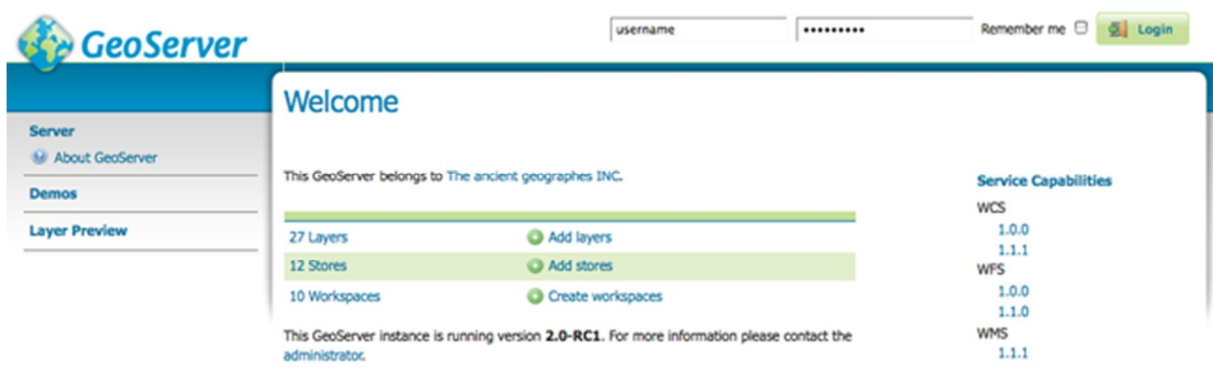 GeoServer
username
•••••••••
Remember me
Login
Welcome
Server
About GeoServer
Demos
Layer Preview
This GeoServer belongs to The ancient geographes INC.
27 Layers Add layers
12 Stores Add stores
10 Workspaces Create workspaces
This GeoServer instance is running version 2.0-RC1. For more information please contact the
administrator.
Service Capabilities
WCS
1.0.0
1.1.1
WFS
1.0.0
1.1.0
WMS
1.1.1